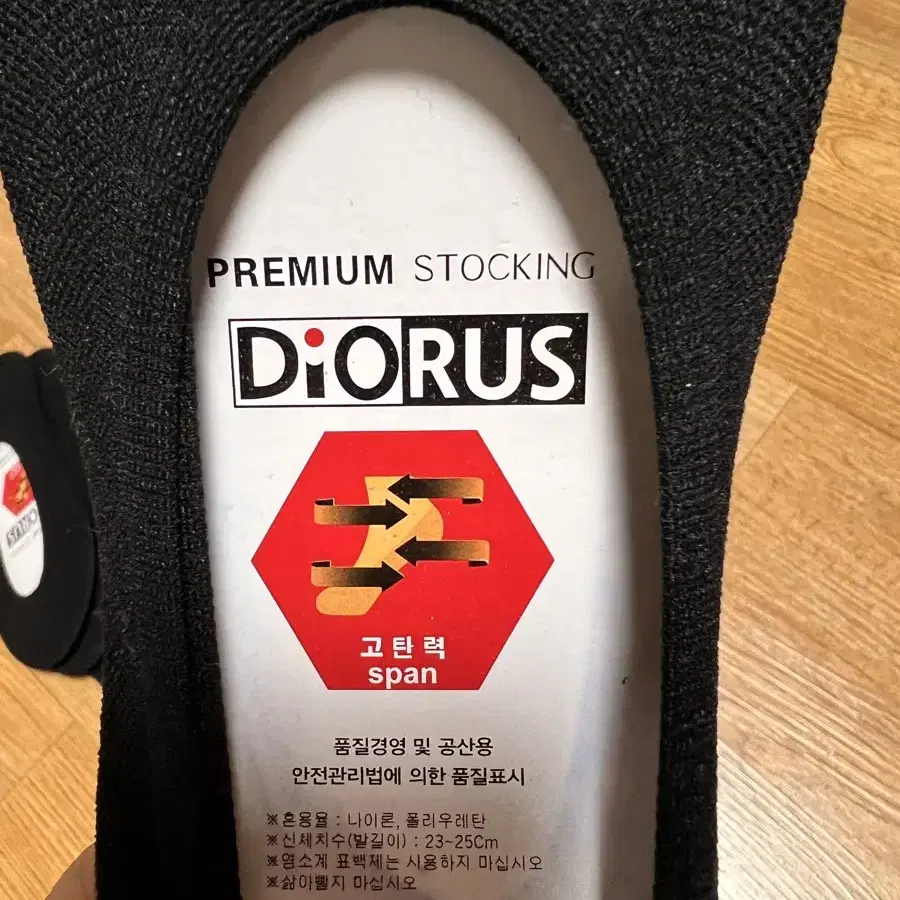 PREMIUM STOCKING
DiORUS
고탄력
span
품질경영 및 공산용
안전관리법에 의한 품질표시
※혼용율 : 나이론, 폴리우레탄
※신체치수(발길이) : 23~25Cm
※염소계 표백제는 사용하지 마십시오
※삶아빨지 마십시오
DiORUS